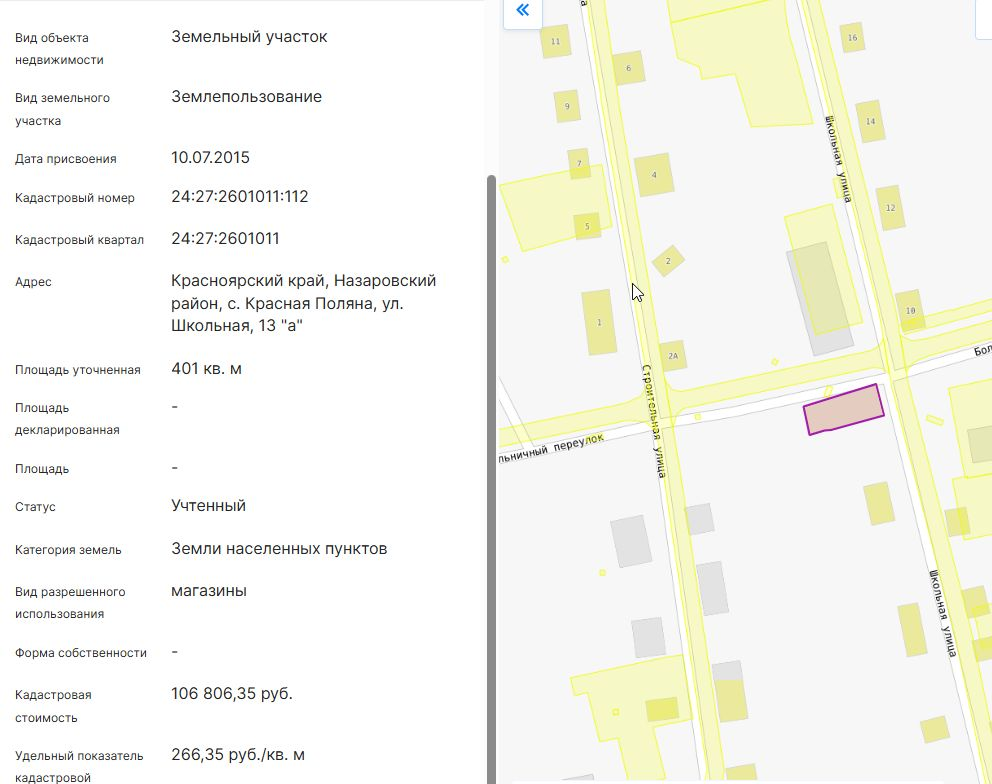 Вид объекта
недвижимости
Земельный участок
Вид земельного
участка
Землепользование
Дата присвоения
10.07.2015
Кадастровый номер
24:27:2601011:112
Кадастровый квартал
24:27:2601011
Адрес
Красноярский край, Назаровский
район, с. Красная Поляна, ул.
Школьная, 13 "а"
Площадь уточненная
401 кв. м
Площадь
декларированная
-
Площадь
-
Статус
Учтенный
Категория земель
Земли населенных пунктов
Вид разрешенного
использования
магазины
Форма собственности
-
Кадастровая
стоимость
106 806,35 руб.
Удельный показатель
кадастровой
266,35 руб./кв. м
а
11
6
16
9
14
Школьная улица
7
4
12
5
2
1
10
2А
Бол
Строительная улица
льничный переулок
Школьная улица